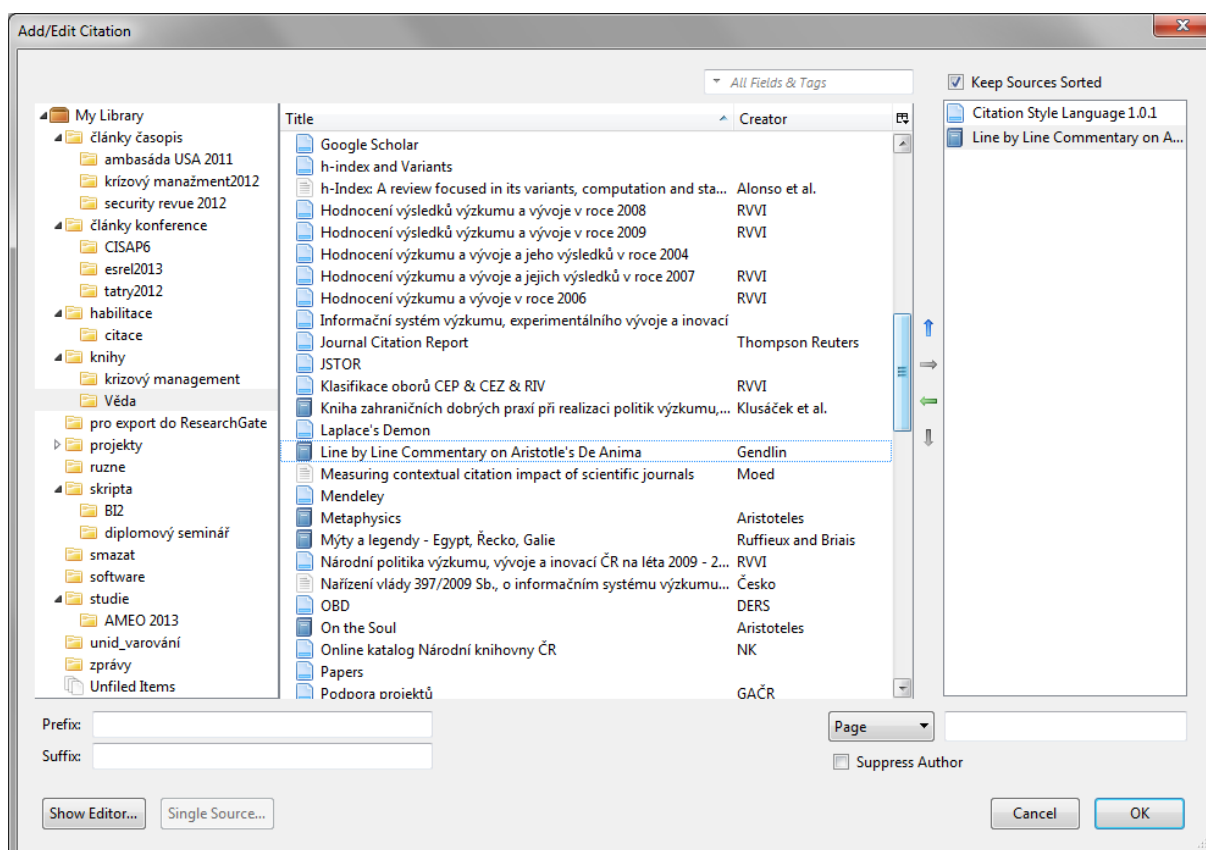 Add/Edit Citation
All Fields & Tags
Keep Sources Sorted
My Library
články časopis
ambasáda USA 2011
krízový manažment2012
security revue 2012
články konference
CISAP6
esrel2013
tatry2012
habilitace
citace
knihy
krizový management
Věda
pro export do ResearchGate
projekty
ruzne
skripta
BI2
diplomový seminář
smazat
software
studie
AMEO 2013
unid_varování
zprávy
Unfiled Items
Title Creator
Google Scholar
h-index and Variants
h-Index: A review focused in its variants, computation and sta... Alonso et al.
Hodnocení výsledků výzkumu a vývoje v roce 2008 RVVI
Hodnocení výsledků výzkumu a vývoje v roce 2009 RVVI
Hodnocení výzkumu a vývoje a jeho výsledků v roce 2004
Hodnocení výzkumu a vývoje a jejich výsledků v roce 2007 RVVI
Hodnocení výzkumu a vývoje v roce 2006 RVVI
Informační systém výzkumu, experimentálního vývoje a inovací
Journal Citation Report Thompson Reuters
JSTOR
Klasifikace oborů CEP & CEZ & RIV RVVI
Kniha zahraničních dobrých praxí při realizaci politik výzkumu,... Klusáček et al.
Laplace's Demon
Line by Line Commentary on Aristotle's De Anima Gendlin
Measuring contextual citation impact of scientific journals Moed
Mendeley
Metaphysics Aristoteles
Mýty a legendy - Egypt, Řecko, Galie Ruffieux and Briais
Národní politika výzkumu, vývoje a inovací ČR na léta 2009 - 2... RVVI
Nařízení vlády 397/2009 Sb., o informačním systému výzkumu... Česko
OBD DERS
On the Soul Aristoteles
Online katalog Národní knihovny ČR NK
Papers
Podpora projektů GAČR
Citation Style Language 1.0.1
Line by Line Commentary on A...
Prefix:
Suffix:
Page
Suppress Author
Show Editor... Single Source... Cancel OK